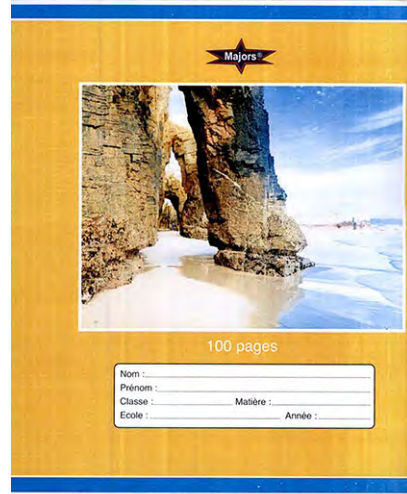 Majors®
100 pages
Nom :
Prénom :
Classe : Matière :
Ecole : Année :